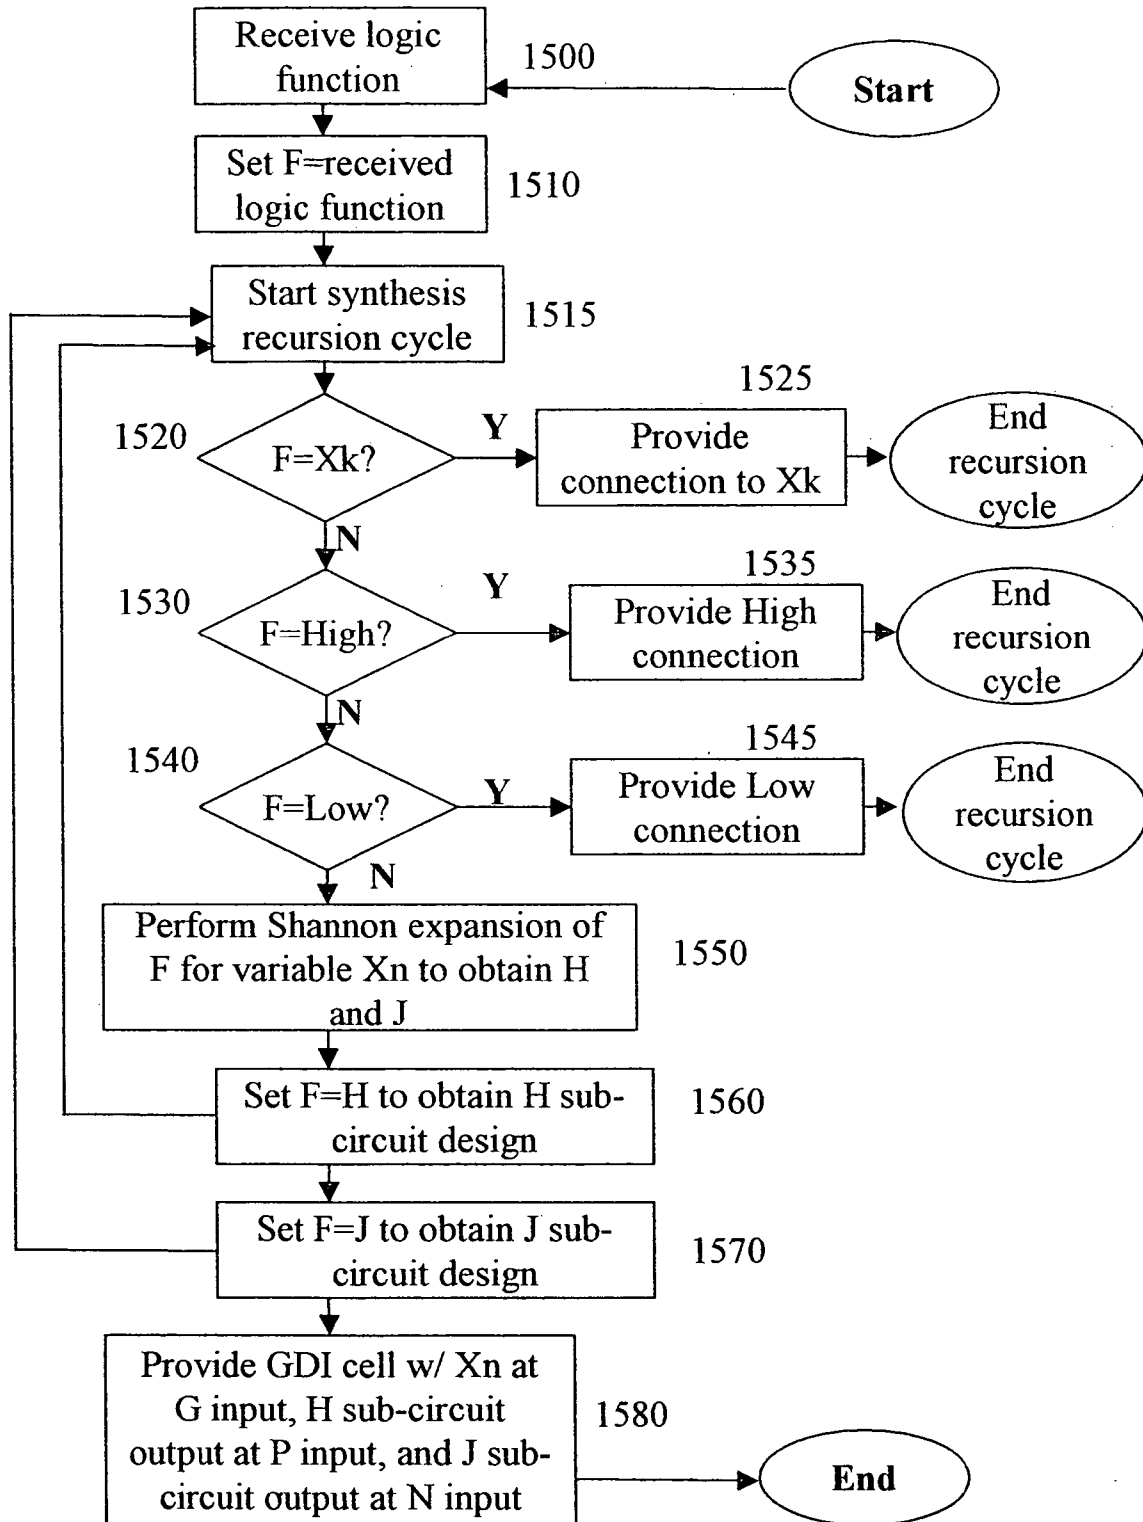 Receive logic
function
1500
Start
Set F=received
logic function
1510
Start synthesis
recursion cycle
1515
1520
F=Xk?
Y
1525
Provide
connection to Xk
End
recursion
cycle
N
1530
F=High?
Y
1535
Provide High
connection
End
recursion
cycle
N
1540
F=Low?
Y
1545
Provide Low
connection
End
recursion
cycle
N
Perform Shannon expansion of
F for variable Xn to obtain H
and J
1550
Set F=H to obtain H sub-
circuit design
1560
Set F=J to obtain J sub-
circuit design
1570
Provide GDI cell w/ Xn at
G input, H sub-circuit
output at P input, and J sub-
circuit output at N input
1580
End